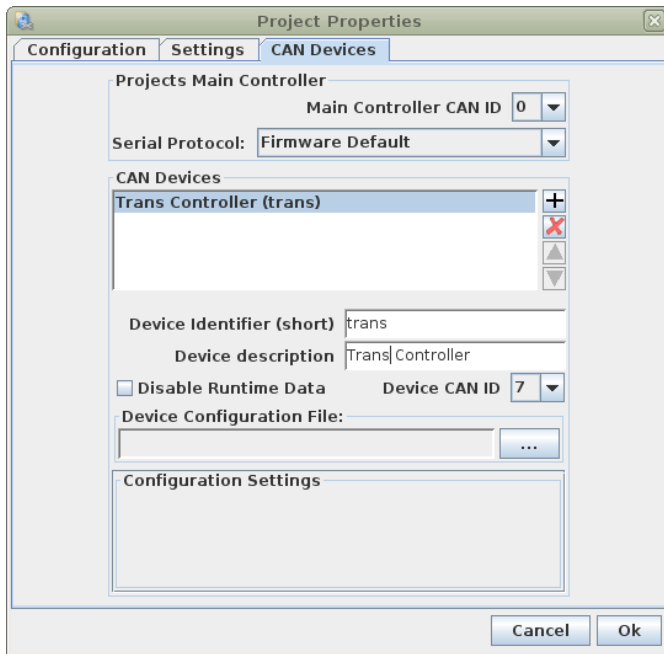 Project Properties
Configuration Settings CAN Devices
Projects Main Controller
Main Controller CAN ID 0
Serial Protocol: Firmware Default
CAN Devices
Trans Controller (trans)
Device Identifier (short) trans
Device description Trans Controller
Disable Runtime Data Device CAN ID 7
Device Configuration File:
...
Configuration Settings
Cancel Ok